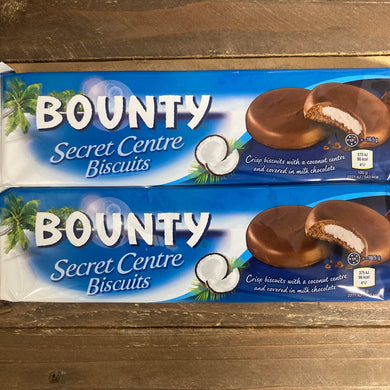 BOUNTY
Secret Centre
Biscuits
Crisp biscuits with a coconut centre
and covered in milk chocolate
BOUNTY
Secret Centre
Biscuits
Crisp biscuits with a coconut centre
and covered in milk chocolate